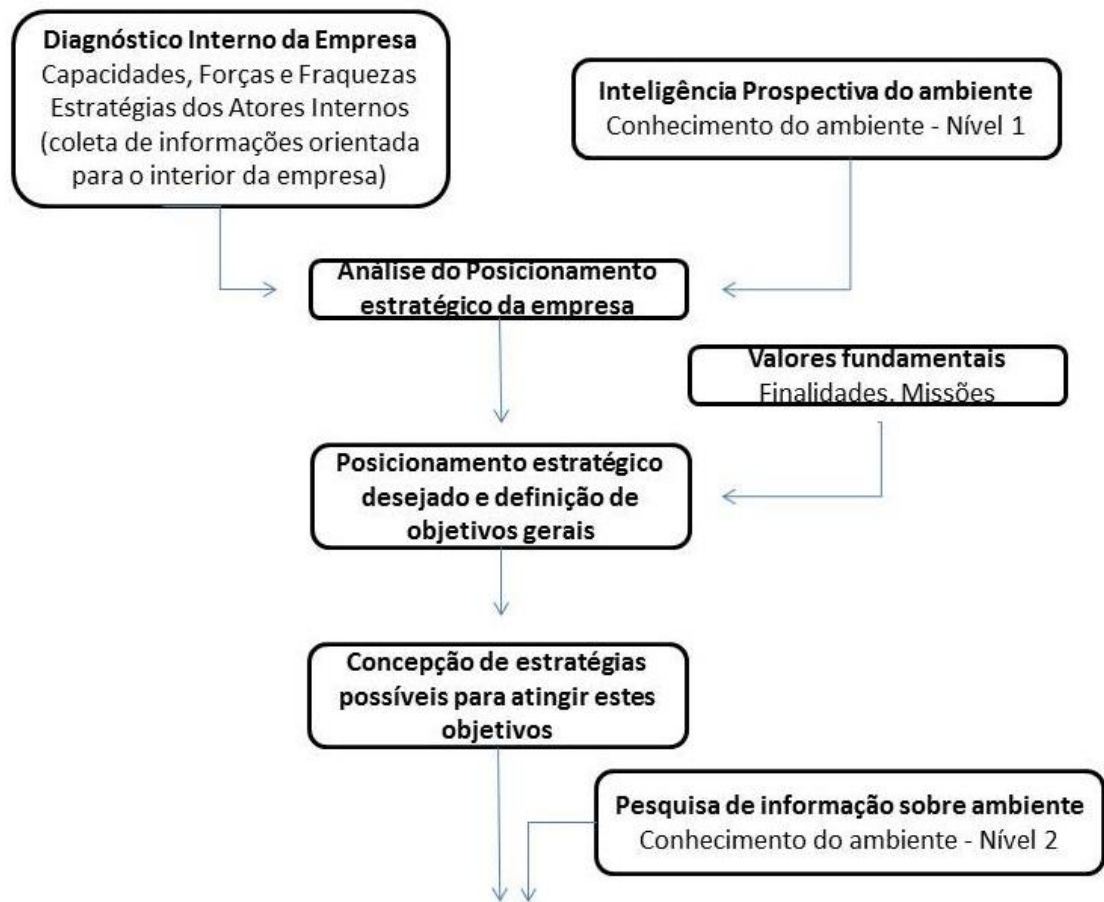 Diagnóstico Interno da Empresa
Capacidades, Forças e Fraquezas
Estratégias dos Atores Internos
(coleta de informações orientada
para o interior da empresa)
Inteligência Prospectiva do ambiente
Conhecimento do ambiente - Nível 1
Análise do Posicionamento
estratégico da empresa
Valores fundamentais
Finalidades, Missões
Posicionamento estratégico
desejado e definição de
objetivos gerais
Concepção de estratégias
possíveis para atingir estes
objetivos
Pesquisa de informação sobre ambiente
Conhecimento do ambiente - Nível 2